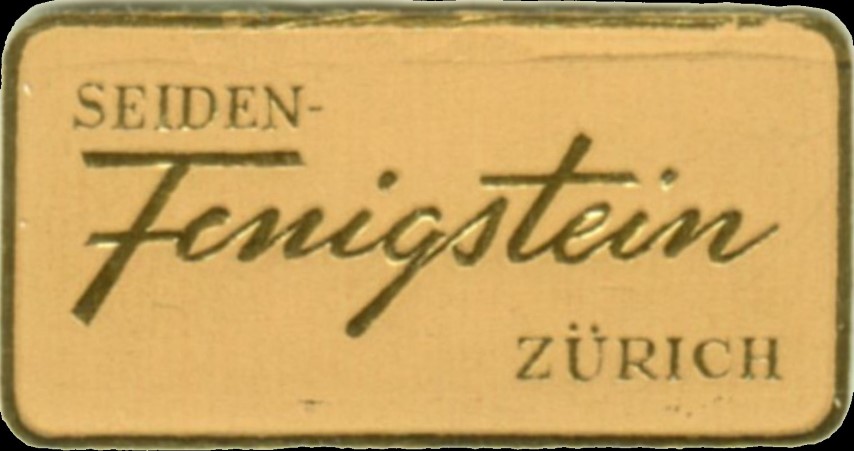 SEIDEN-
Fenigstein
ZÜRICH